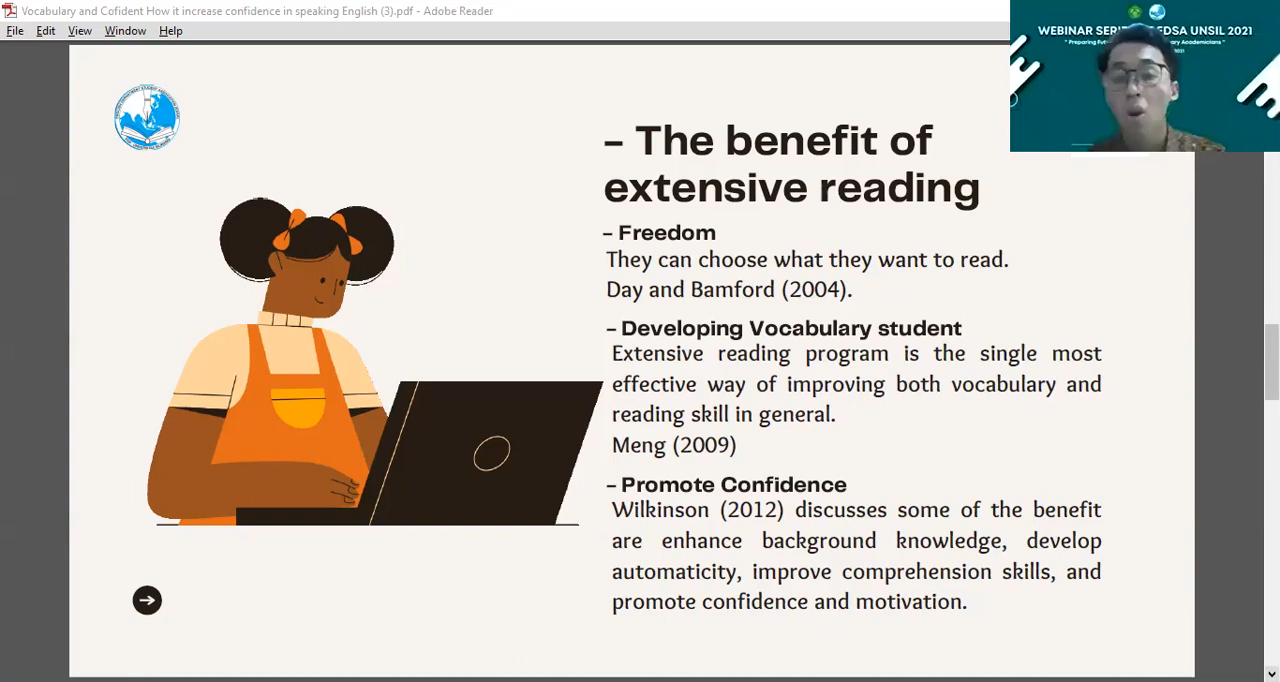 Vocabulary and Cofident How it increase confidence in speaking English (3).pdf - Adobe Reader
File Edit View Window Help
WEBINAR SERI EDSA UNSIL 2021
2021
– The benefit of
extensive reading
– Freedom
They can choose what they want to read.
Day and Bamford (2004).
– Developing Vocabulary student
Extensive reading program is the single most
effective way of improving both vocabulary and
reading skill in general.
Meng (2009)
– Promote Confidence
Wilkinson (2012) discusses some of the benefit
are enhance background knowledge, develop
automaticity, improve comprehension skills, and
promote confidence and motivation.